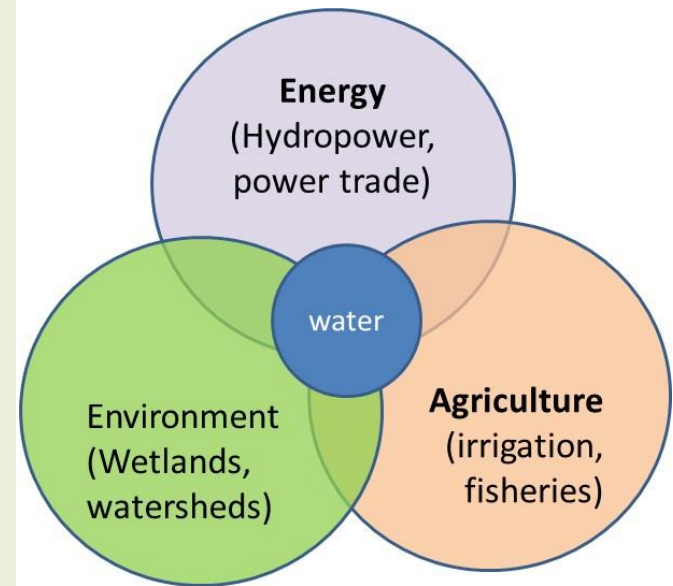 Energy
(Hydropower,
power trade)
water
Environment
(Wetlands,
watersheds)
Agriculture
(irrigation,
fisheries)